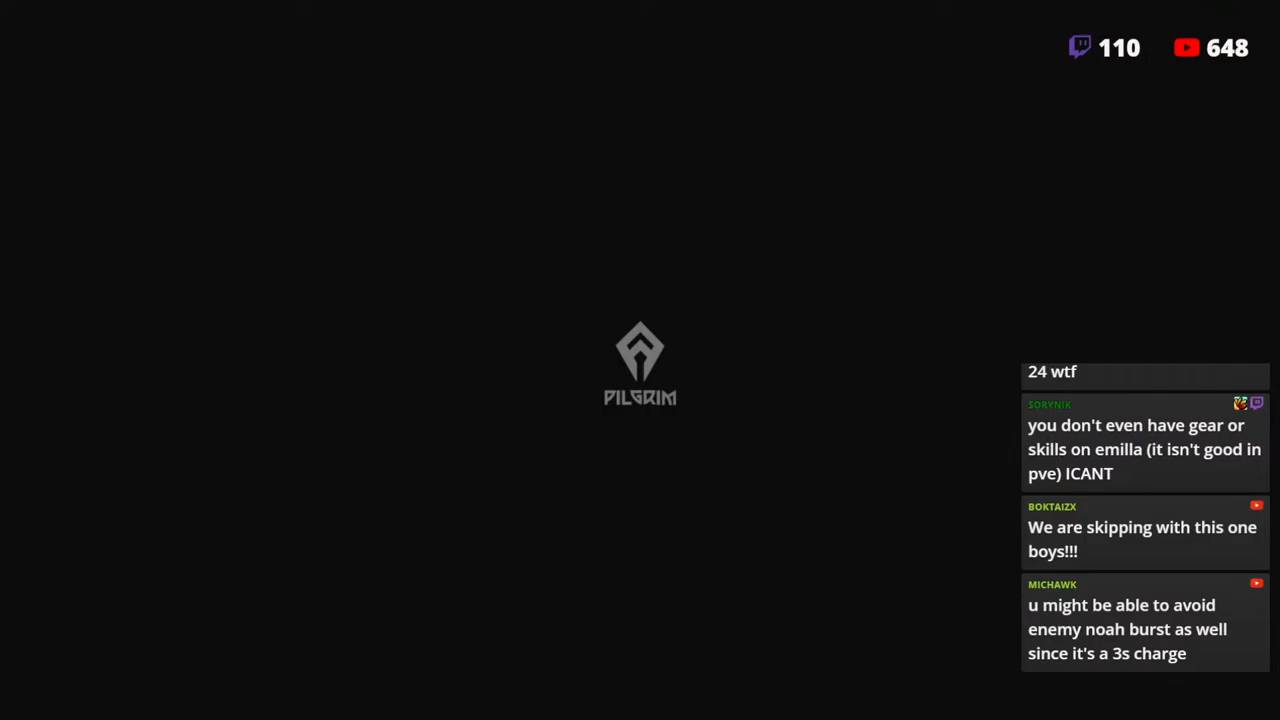 110 648
PILGRIM
24 wtf
SORYNIK
you don't even have gear or
skills on emilla (it isn't good in
pve) ICANT
BOKTAIZX
We are skipping with this one
boys!!!
MICHAWK
u might be able to avoid
enemy noah burst as well
since it's a 3s charge